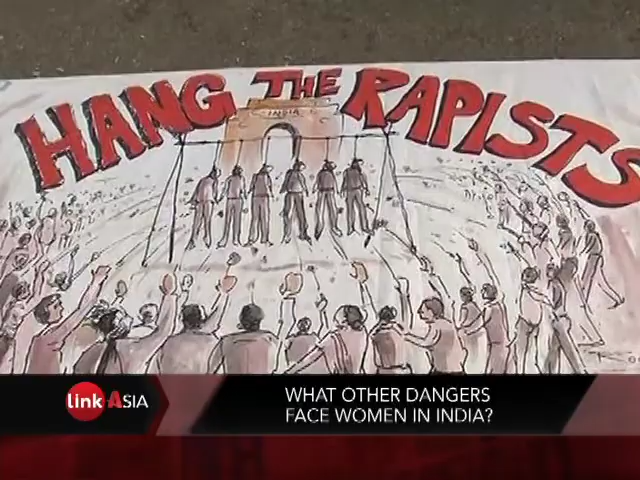 HANG THE RAPISTS
INDIA
link ASIA
WHAT OTHER DANGERS
FACE WOMEN IN INDIA?